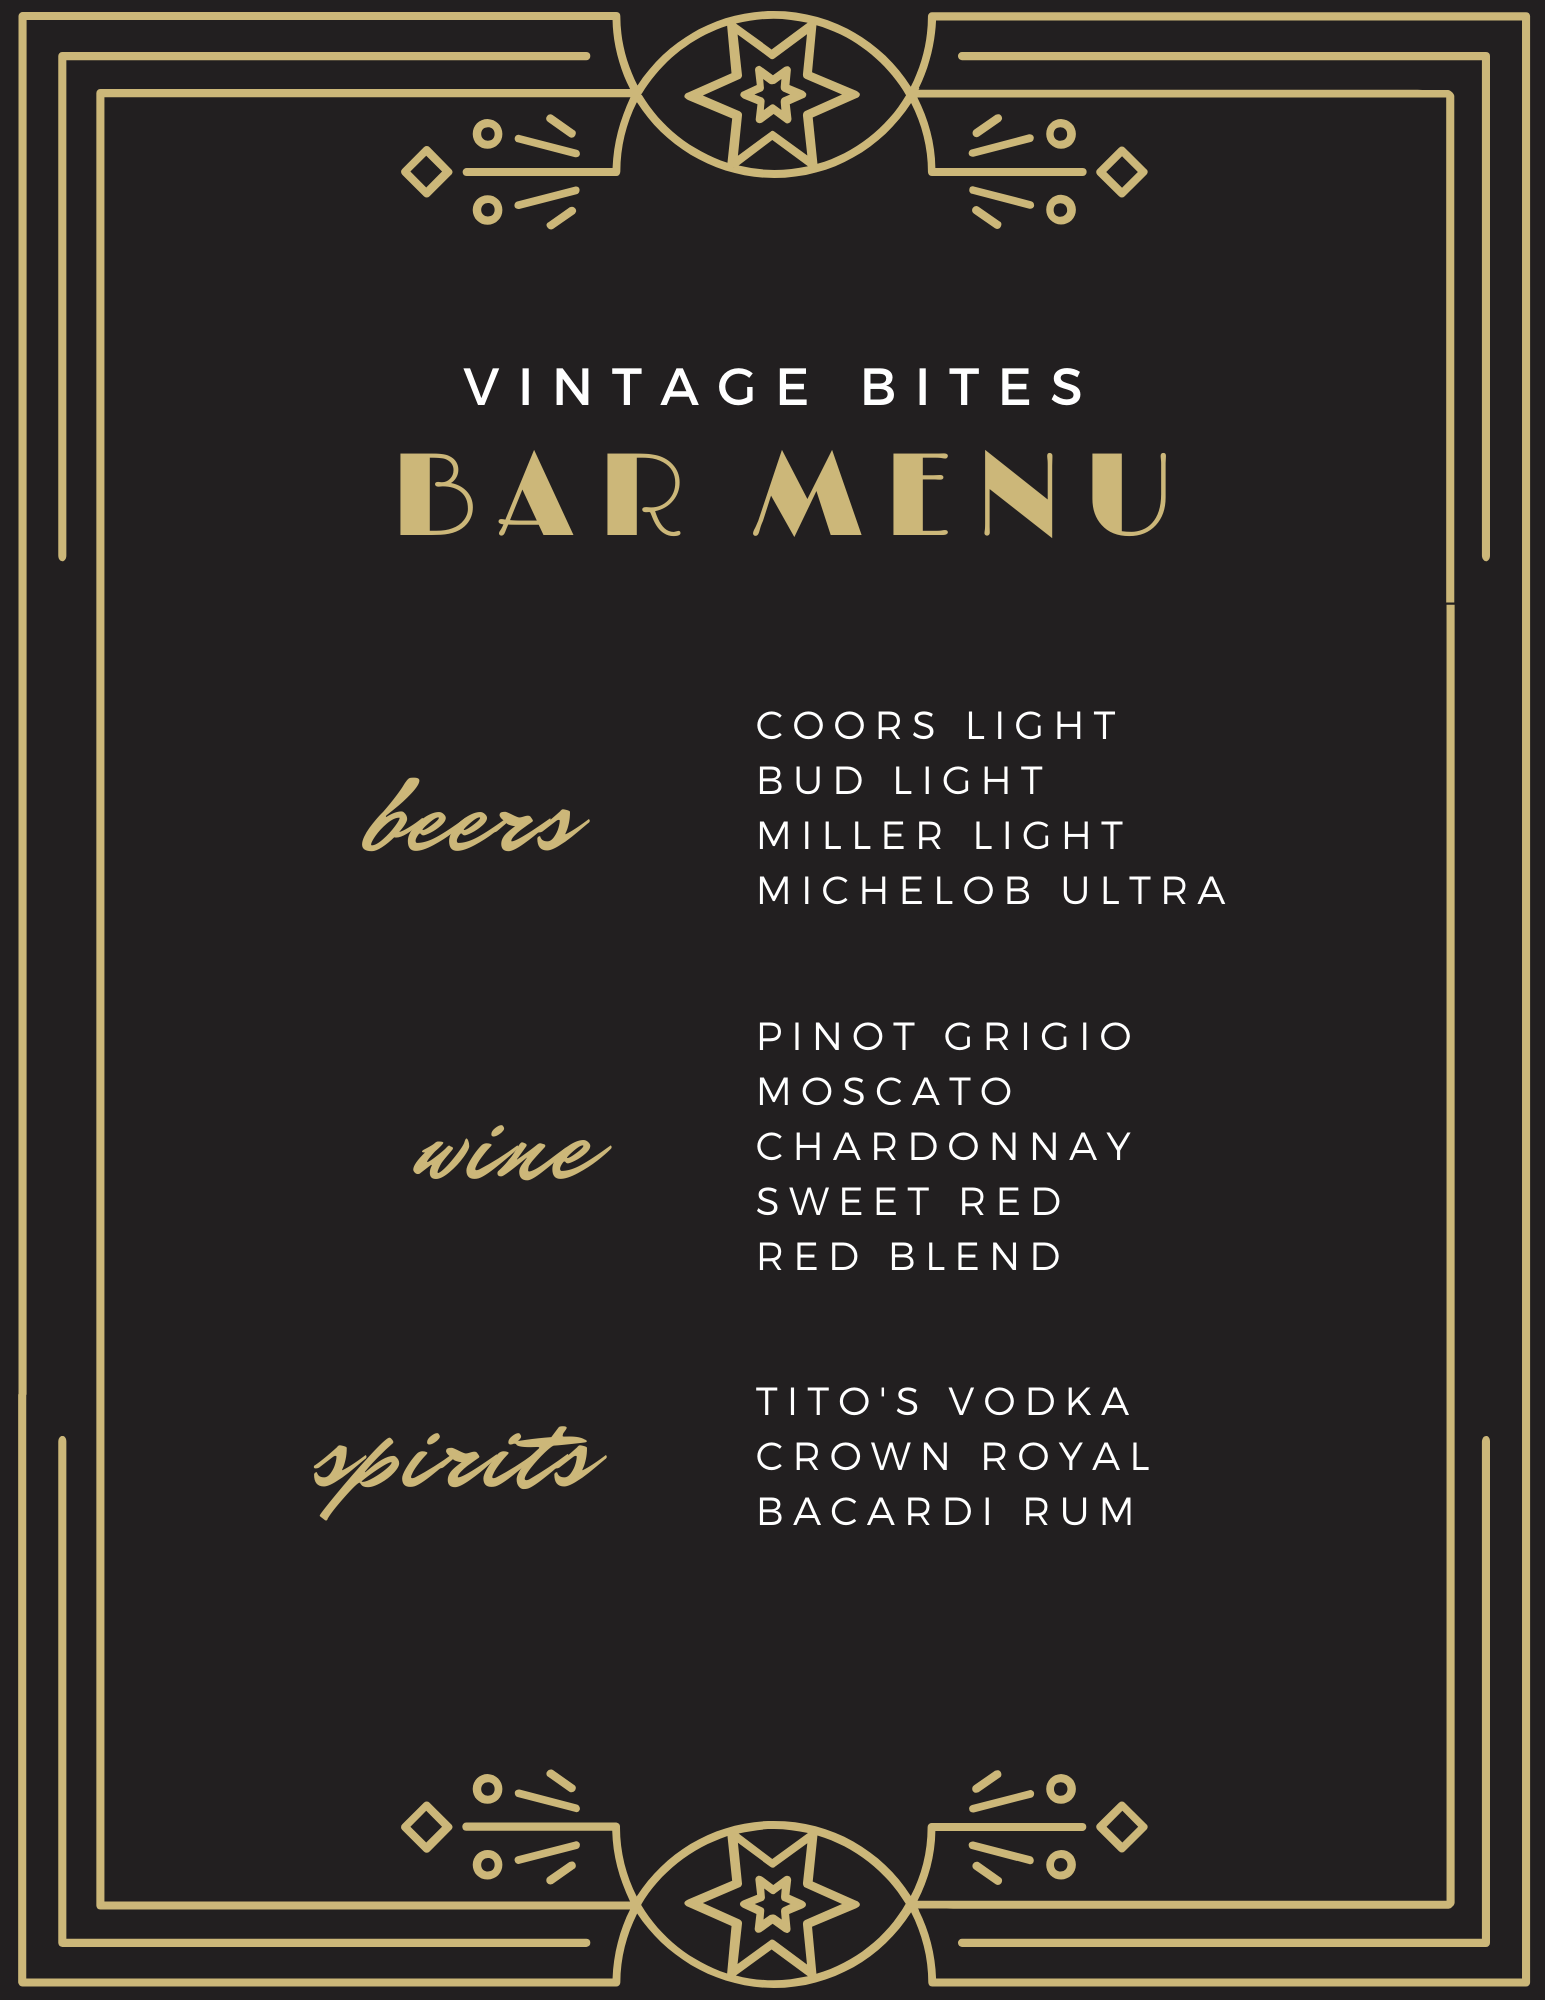 VINTAGE BITES
BAR MENU
beers
COORS LIGHT
BUD LIGHT
MILLER LIGHT
MICHELOB ULTRA
wine
PINOT GRIGIO
MOSCATO
CHARDONNAY
SWEET RED
RED BLEND
spirits
TITO'S VODKA
CROWN ROYAL
BACARDI RUM